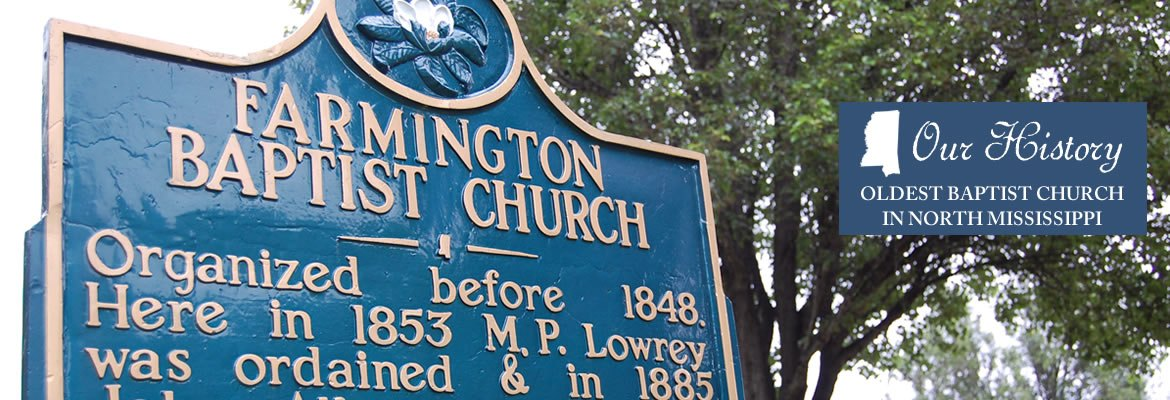 FARMINGTON
BAPTIST CHURCH
Organized before 1848.
Here in 1853 M. P. Lowrey
was ordained & in 1885
Our History
OLDEST BAPTIST CHURCH
IN NORTH MISSISSIPPI